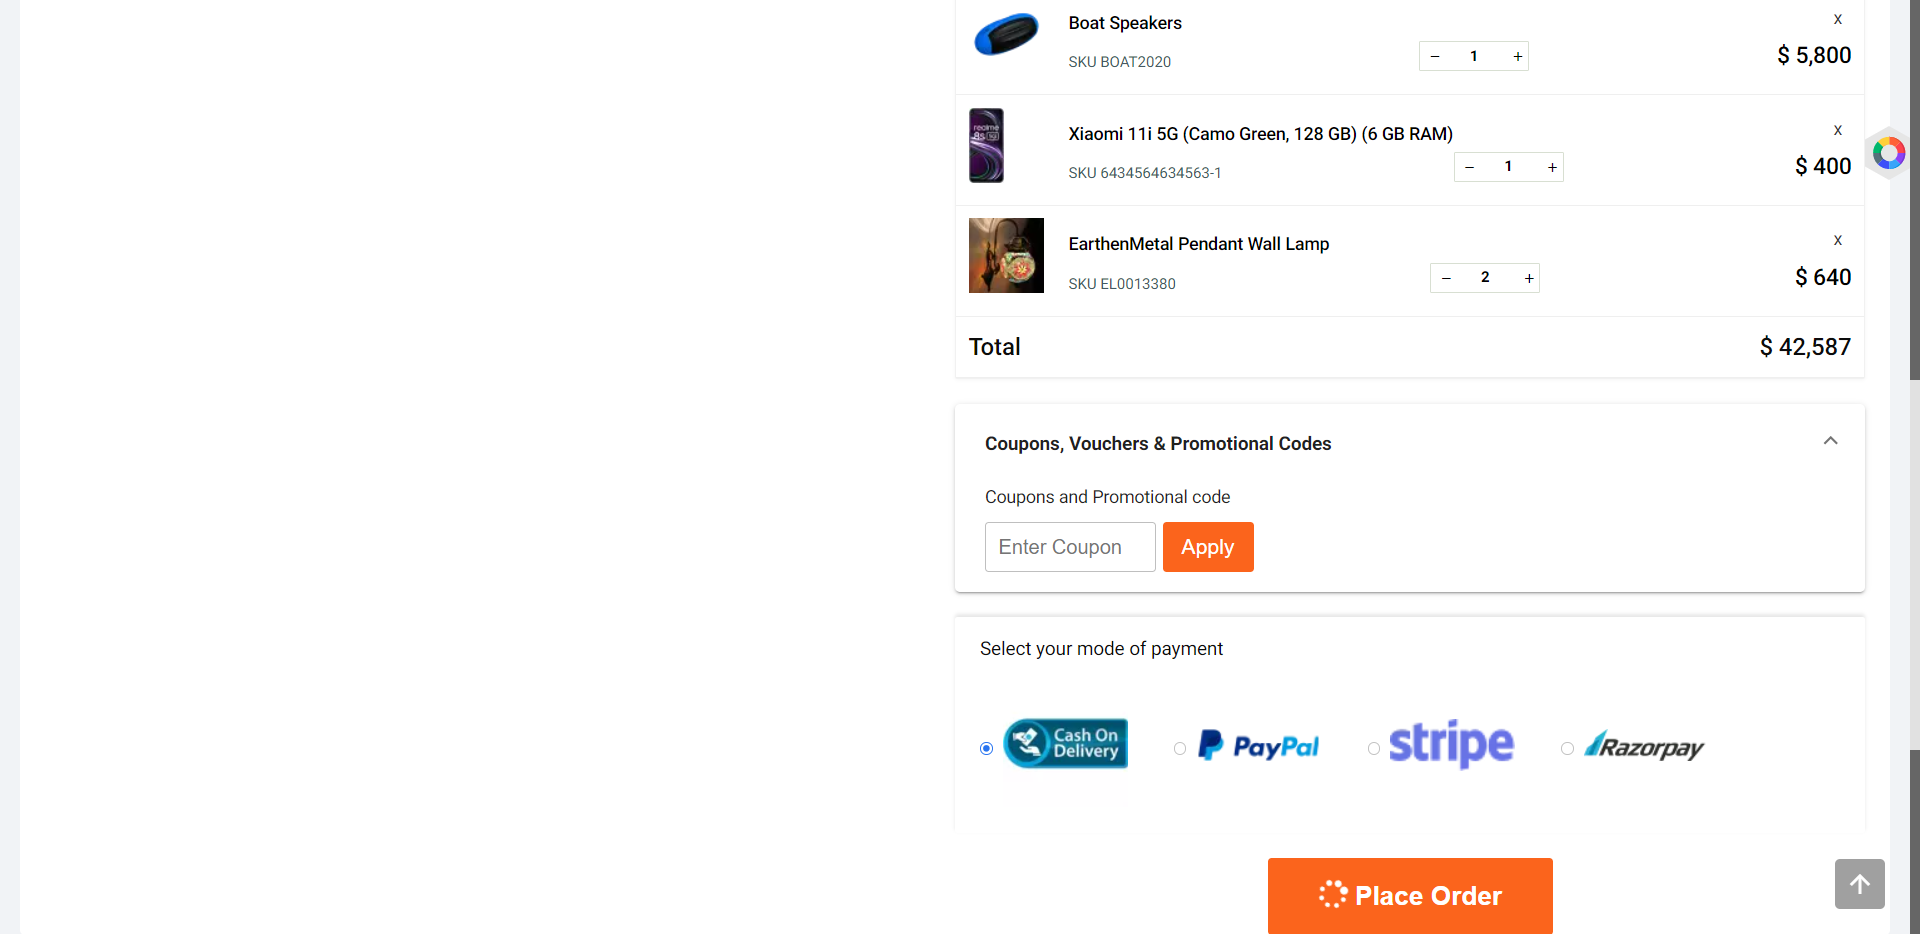 Boat Speakers
x
SKU BOAT2020
− 1 +
$ 5,800
realme
8s 5G
Xiaomi 11i 5G (Camo Green, 128 GB) (6 GB RAM)
x
SKU 6434564634563-1
− 1 +
$ 400
EarthenMetal Pendant Wall Lamp
x
SKU EL0013380
− 2 +
$ 640
Total
$ 42,587
Coupons, Vouchers & Promotional Codes
Coupons and Promotional code
Enter Coupon
Apply
Select your mode of payment
Cash On
Delivery
PayPal
stripe
Razorpay
Place Order